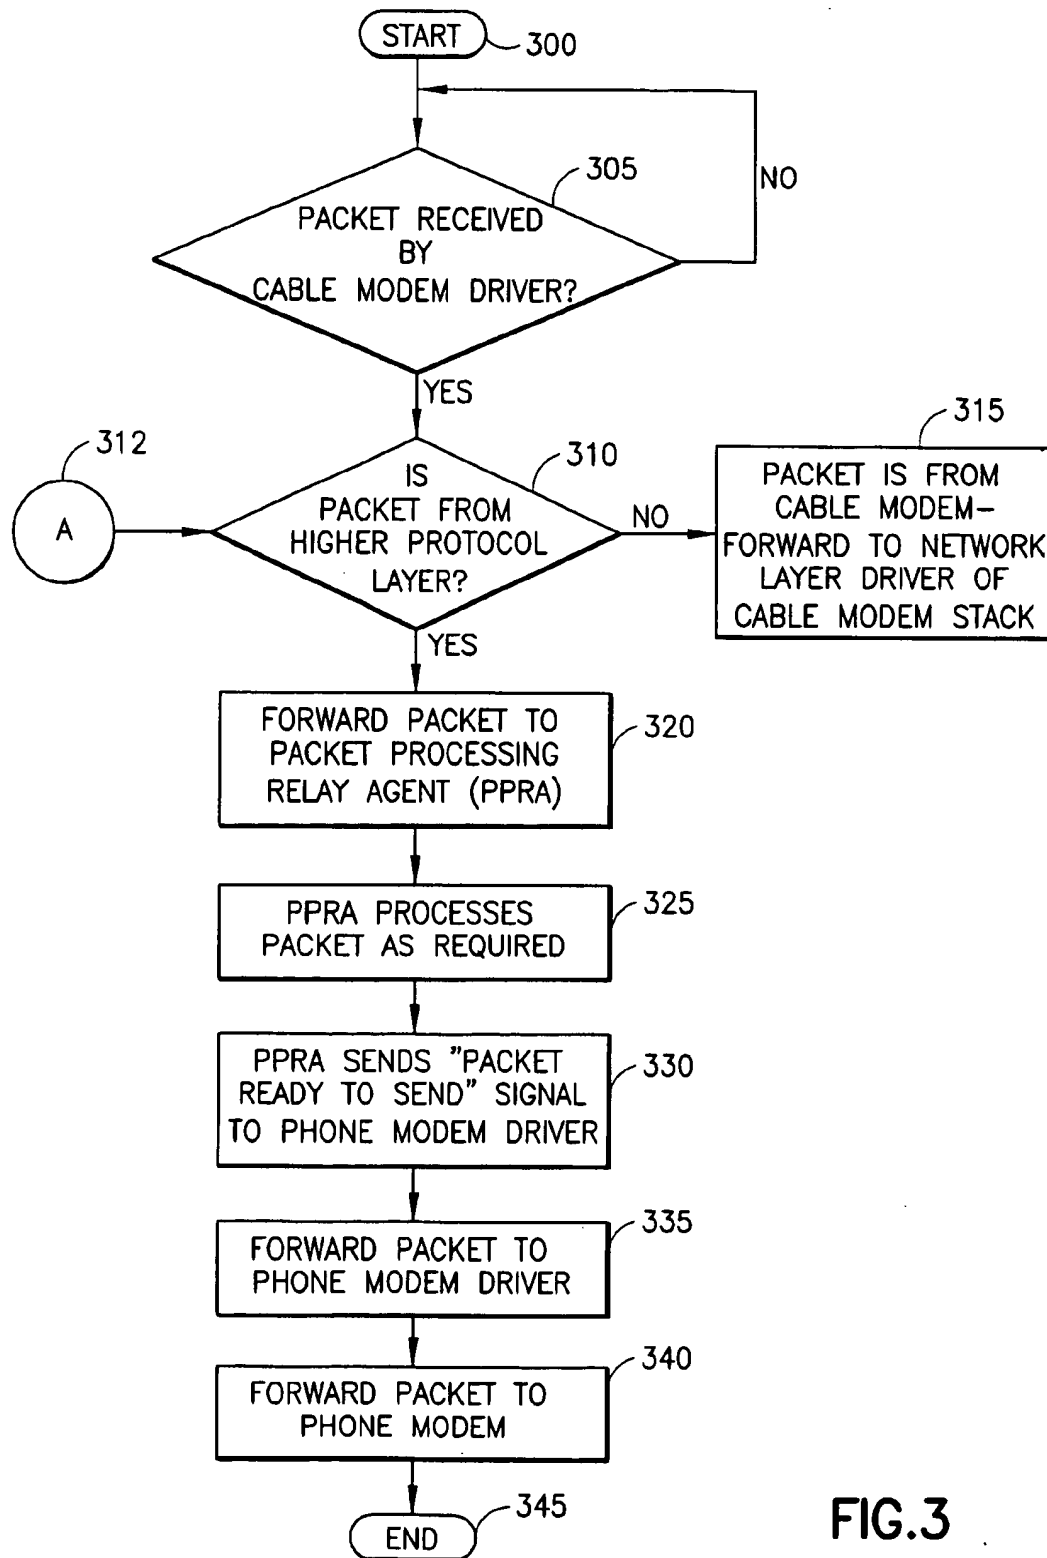 START
300
305
NO
PACKET RECEIVED
BY
CABLE MODEM DRIVER?
YES
312
A
310
IS
PACKET FROM
HIGHER PROTOCOL
LAYER?
NO
315
PACKET IS FROM
CABLE MODEM–
FORWARD TO NETWORK
LAYER DRIVER OF
CABLE MODEM STACK
YES
FORWARD PACKET TO
PACKET PROCESSING
RELAY AGENT (PPRA)
320
PPRA PROCESSES
PACKET AS REQUIRED
325
PPRA SENDS "PACKET
READY TO SEND" SIGNAL
TO PHONE MODEM DRIVER
330
FORWARD PACKET TO
PHONE MODEM DRIVER
335
FORWARD PACKET TO
PHONE MODEM
340
END
345
FIG.3